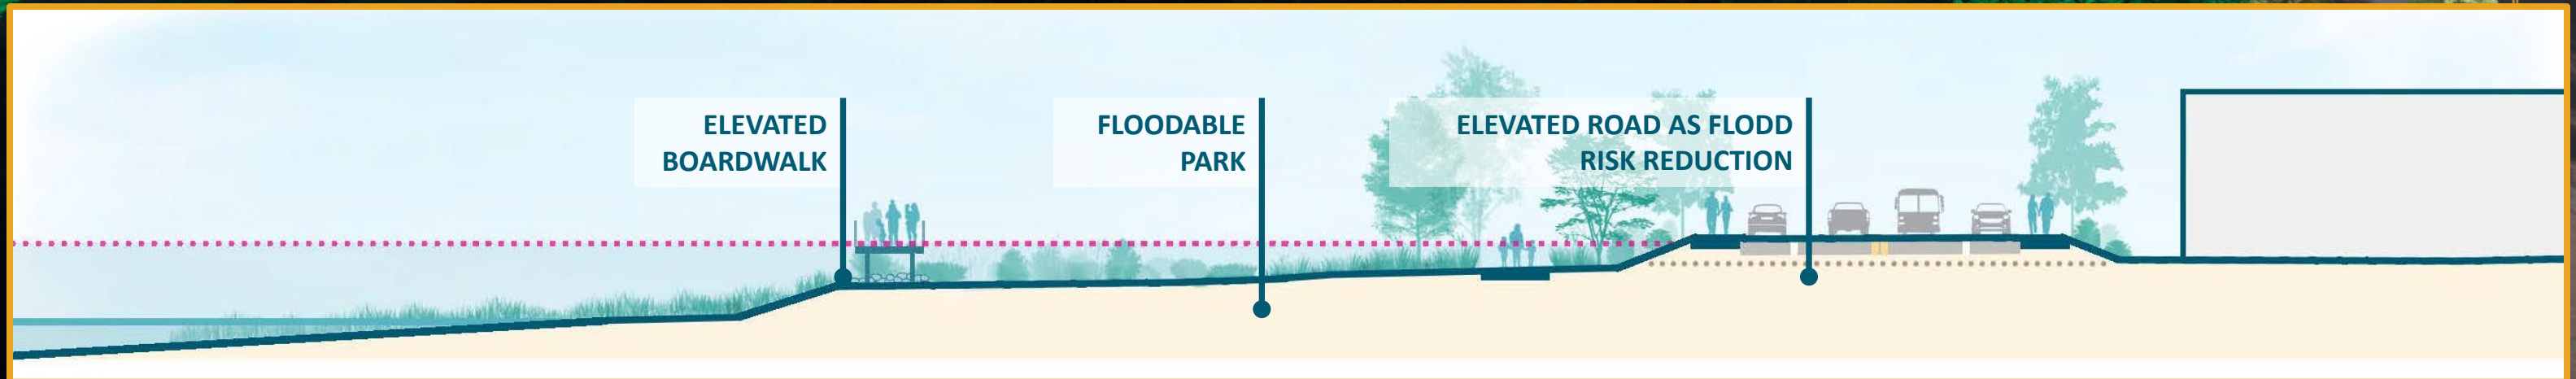 ELEVATED
BOARDWALK
FLOODABLE
PARK
ELEVATED ROAD AS FLODD
RISK REDUCTION